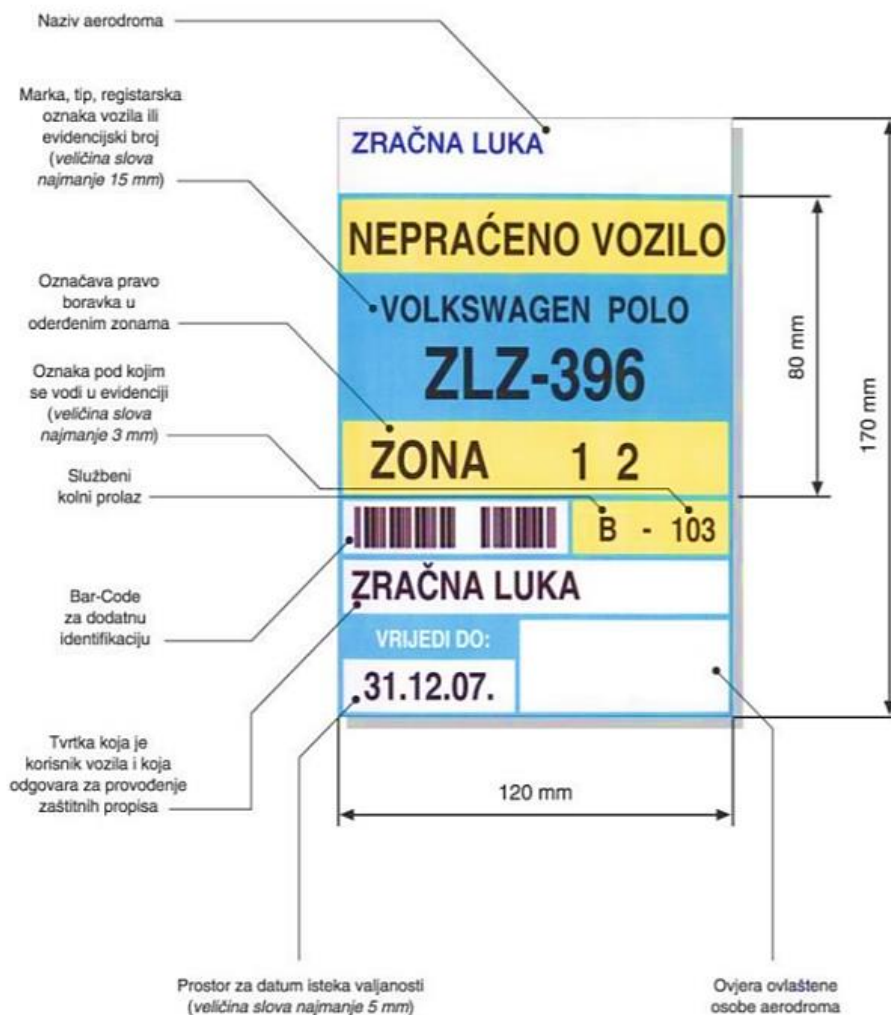 Naziv aerodroma
Marka, tip, registarska
oznaka vozila ili
evidencijski broj
(veličina slova
najmanje 15 mm)
Označava pravo
boravka u
oderđenim zonama
Oznaka pod kojim
se vodi u evidenciji
(veličina slova
najmanje 3 mm)
Službeni
kolni prolaz
Bar-Code
za dodatnu
identifikaciju
Tvrtka koja je
korisnik vozila i koja
odgovara za provođenje
zaštitnih propisa
ZRAČNA LUKA
NEPRAĆENO VOZILO
VOLKSWAGEN POLO
ZLZ-396
ZONA 1 2
B - 103
ZRAČNA LUKA
VRIJEDI DO:
31.12.07.
80 mm
170 mm
120 mm
Prostor za datum isteka valjanosti
(veličina slova najmanje 5 mm)
Ovjera ovlaštene
osobe aerodroma